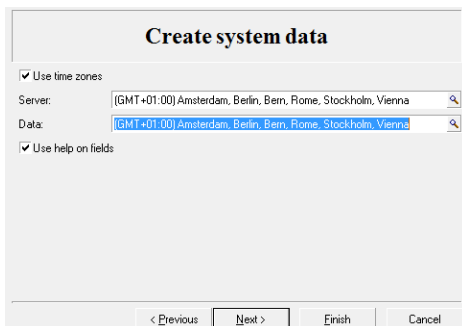 Create system data
Use time zones
Server: (GMT+01:00) Amsterdam, Berlin, Bern, Rome, Stockholm, Vienna
Data: (GMT+01:00) Amsterdam, Berlin, Bern, Rome, Stockholm, Vienna
Use help on fields
< Previous Next > Finish Cancel